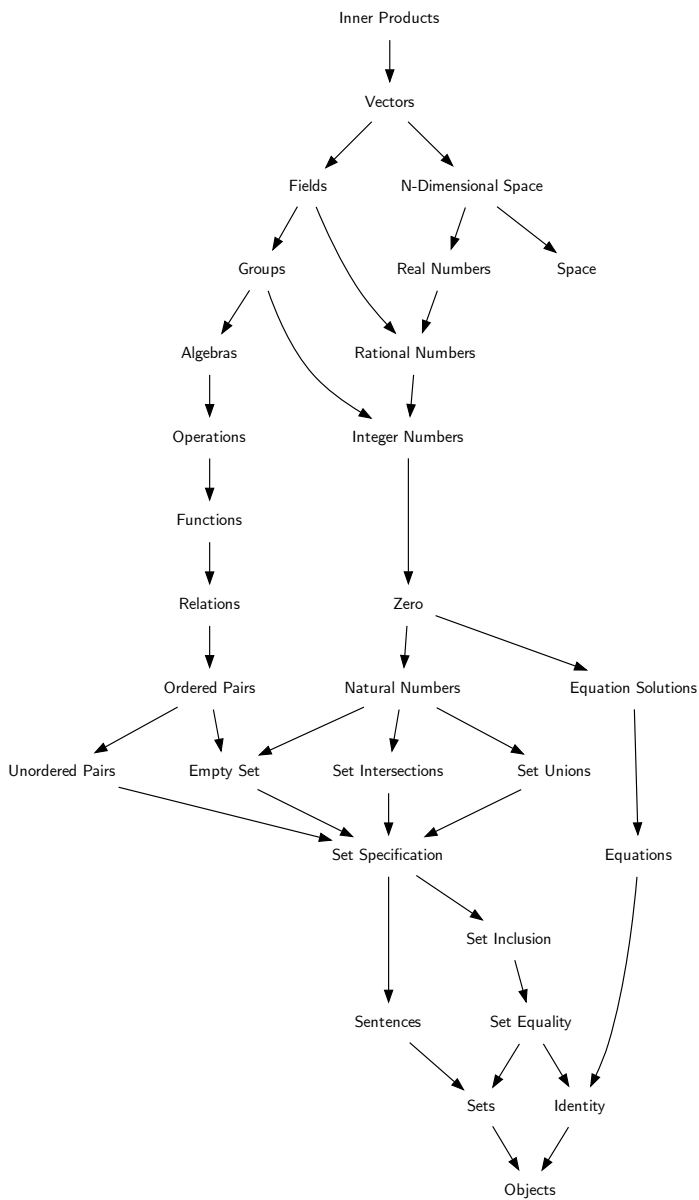 Inner Products
Vectors
Fields
N-Dimensional Space
Groups
Real Numbers
Space
Algebras
Rational Numbers
Operations
Integer Numbers
Functions
Relations
Zero
Ordered Pairs
Natural Numbers
Equation Solutions
Unordered Pairs
Empty Set
Set Intersections
Set Unions
Set Specification
Equations
Set Inclusion
Sentences
Set Equality
Sets
Identity
Objects